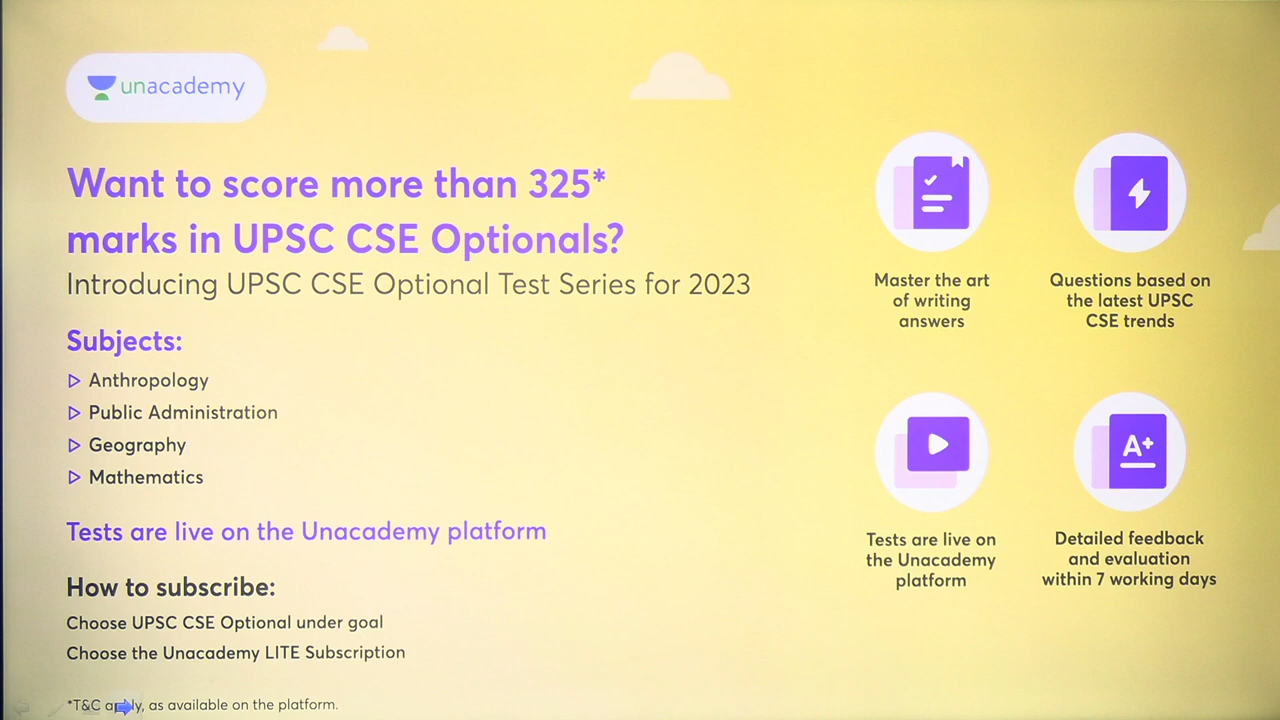 unacademy
Want to score more than 325*
marks in UPSC CSE Optionals?
Introducing UPSC CSE Optional Test Series for 2023
Subjects:
Anthropology
Public Administration
Geography
Mathematics
Tests are live on the Unacademy platform
How to subscribe:
Choose UPSC CSE Optional under goal
Choose the Unacademy LITE Subscription
*T&C apply, as available on the platform.
Master the art
of writing
answers
Questions based on
the latest UPSC
CSE trends
Tests are live on
the Unacademy
platform
A+
Detailed feedback
and evaluation
within 7 working days